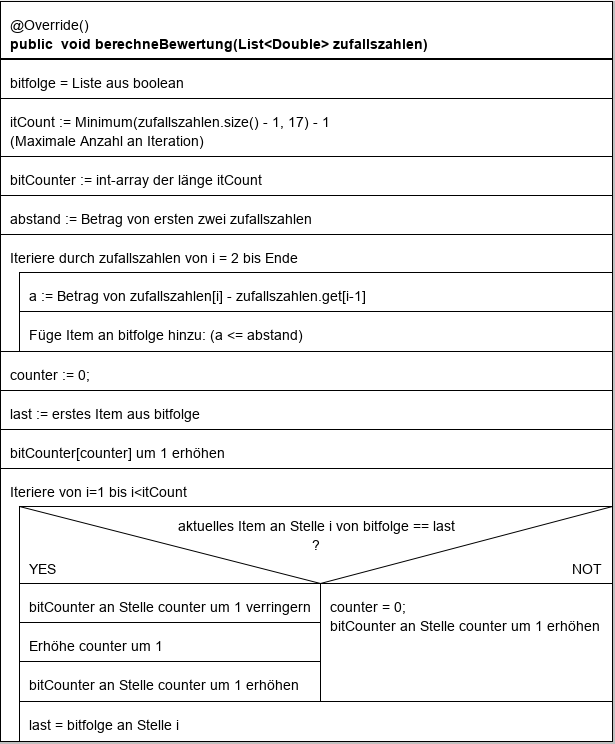 @Override()
public void berechneBewertung(List<Double> zufallszahlen)
bitfolge = Liste aus boolean
itCount := Minimum(zufallszahlen.size() - 1, 17) - 1
(Maximale Anzahl an Iteration)
bitCounter := int-array der länge itCount
abstand := Betrag von ersten zwei zufallszahlen
Iteriere durch zufallszahlen von i = 2 bis Ende
a := Betrag von zufallszahlen[i] - zufallszahlen.get[i-1]
Füge Item an bitfolge hinzu: (a <= abstand)
counter := 0;
last := erstes Item aus bitfolge
bitCounter[counter] um 1 erhöhen
Iteriere von i=1 bis i<itCount
aktuelles Item an Stelle i von bitfolge == last
?
YES
NOT
bitCounter an Stelle counter um 1 verringern
Erhöhe counter um 1
bitCounter an Stelle counter um 1 erhöhen
counter = 0;
bitCounter an Stelle counter um 1 erhöhen
last = bitfolge an Stelle i